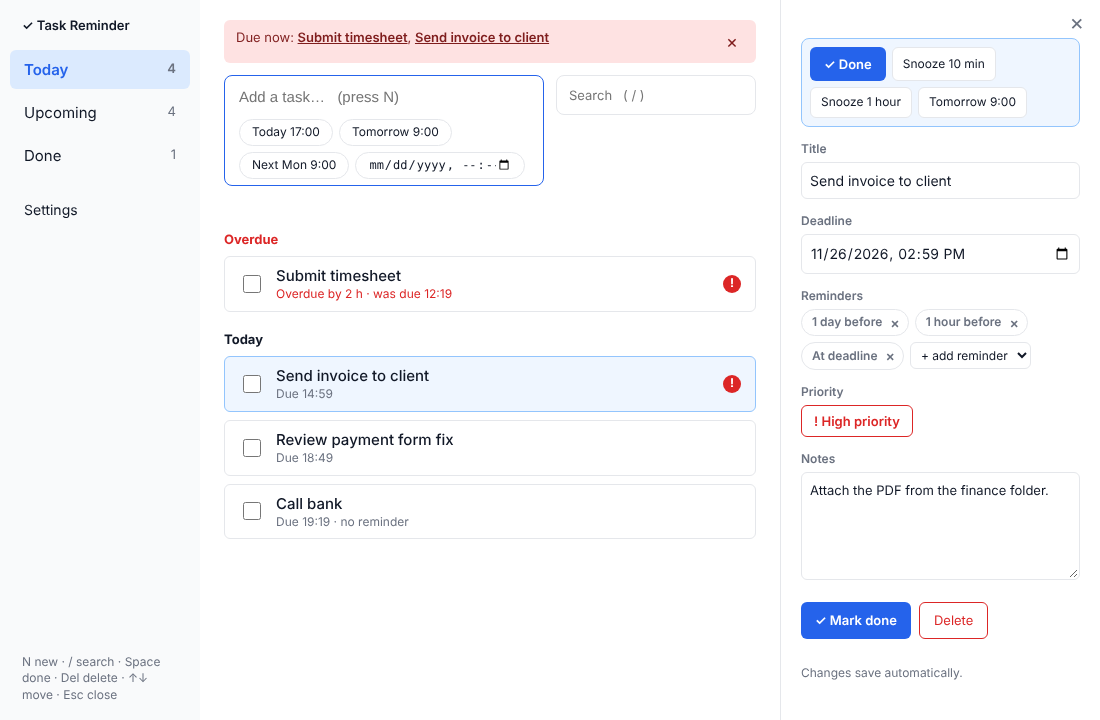 ✓ Task Reminder
Today 4
Upcoming 4
Done 1
Settings
N new · / search · Space
done · Del delete · ↑↓
move · Esc close
Due now: Submit timesheet, Send invoice to client ×
Add a task… (press N)
Today 17:00 Tomorrow 9:00
Next Mon 9:00 mm/dd/yyyy, --:--
Search ( / )
Overdue
Submit timesheet
Overdue by 2 h · was due 12:19
!
Today
Send invoice to client
Due 14:59
!
Review payment form fix
Due 18:49
Call bank
Due 19:19 · no reminder
×
✓ Done Snooze 10 min
Snooze 1 hour Tomorrow 9:00
Title
Send invoice to client
Deadline
11/26/2026, 02:59 PM
Reminders
1 day before × 1 hour before ×
At deadline × + add reminder
Priority
! High priority
Notes
Attach the PDF from the finance folder.
✓ Mark done Delete
Changes save automatically.